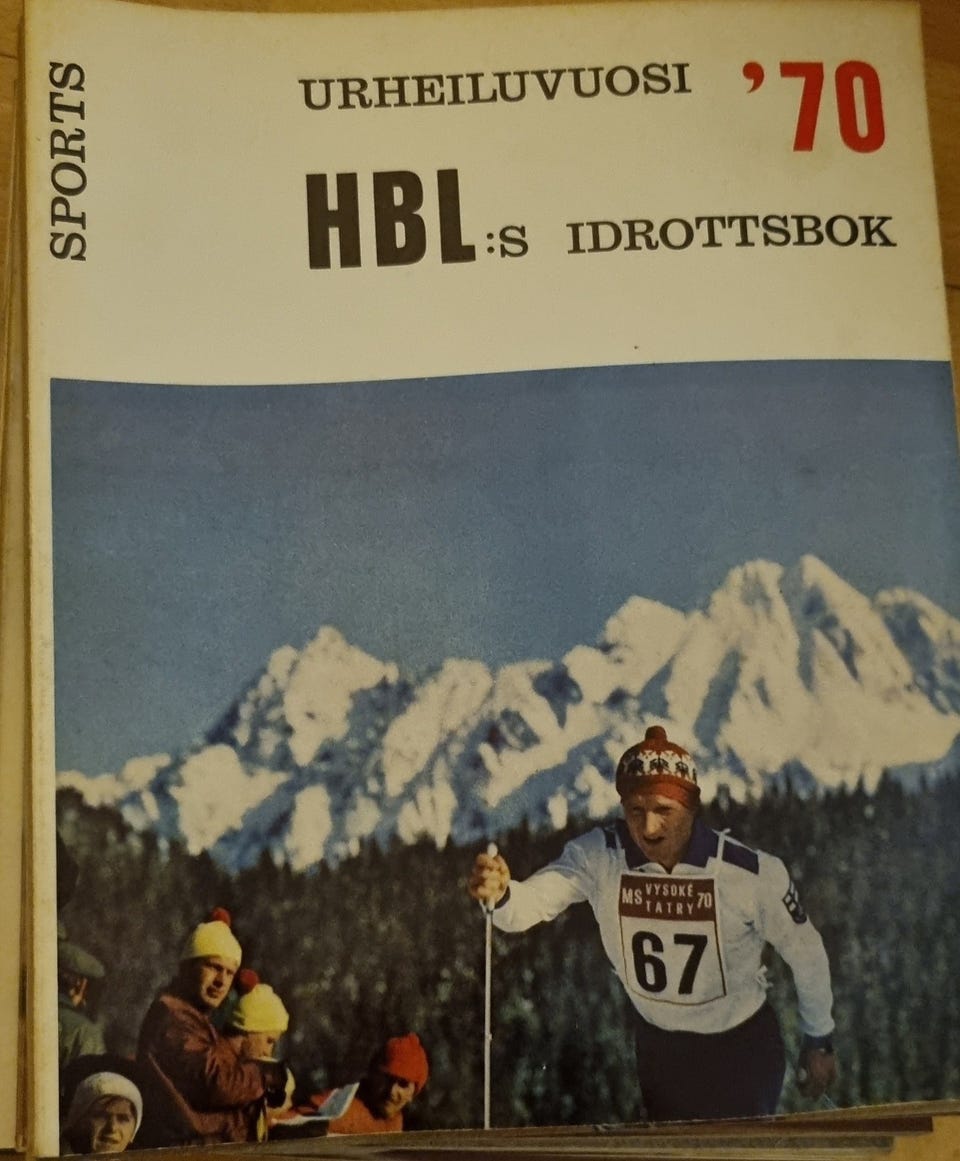 SPORTS
URHEILUVUOSI '70
HBL:S IDROTTSBOK
MS VYSOKÉ 70
TATRY
67